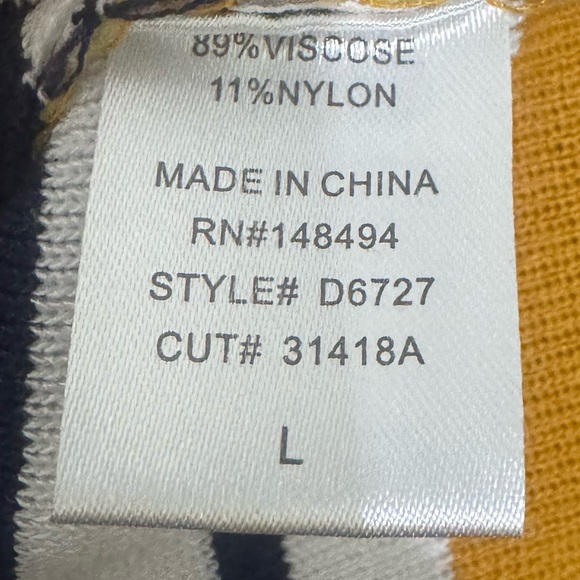 89%VISCOSE
11%NYLON
MADE IN CHINA
RN#148494
STYLE# D6727
CUT# 31418A
L